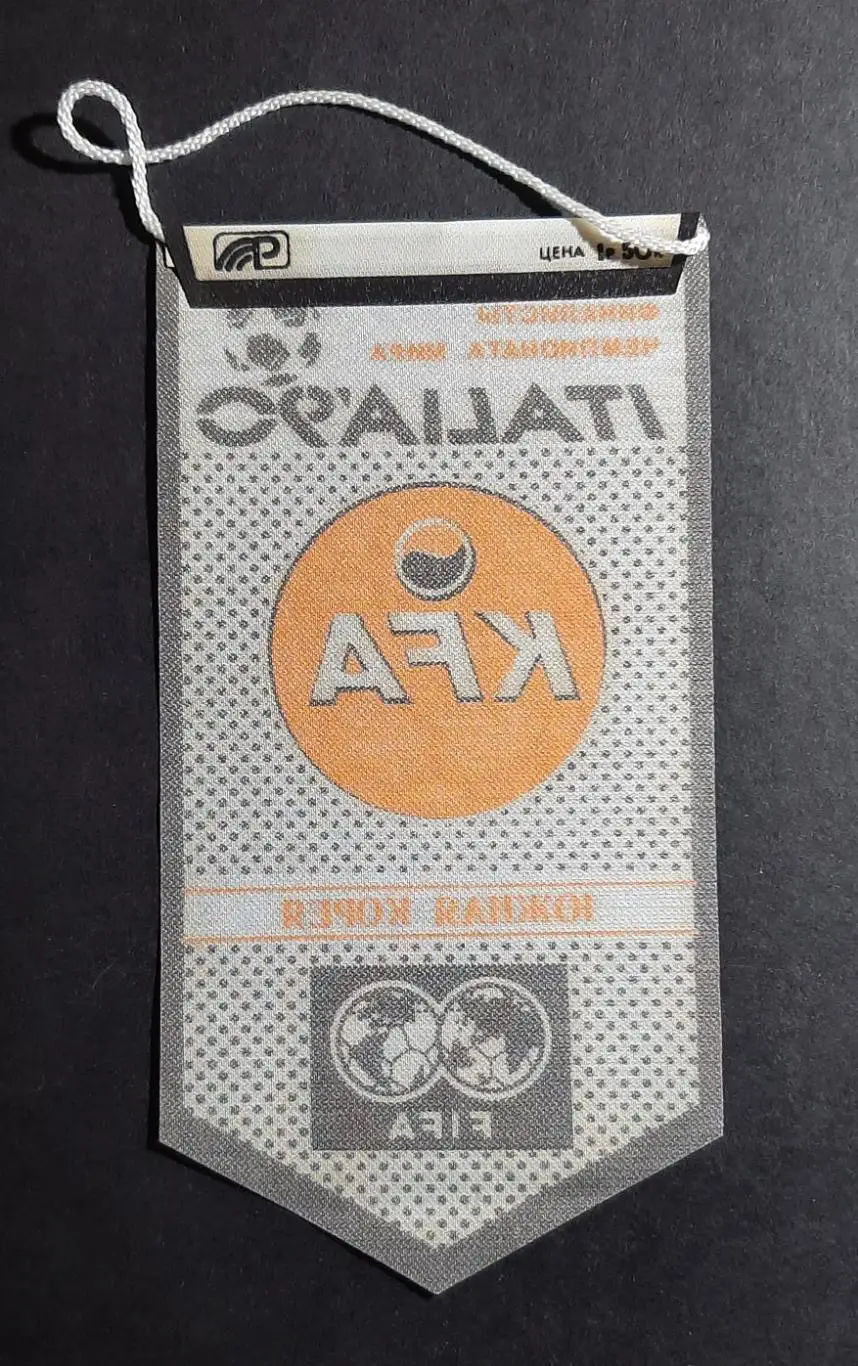 ЦЕНА 1р 50к
ФИНАЛИСТЫ
ЧЕМПИОНАТА МИРА
ITALIA'90
KFA
ЮЖНАЯ КОРЕЯ
FIFA